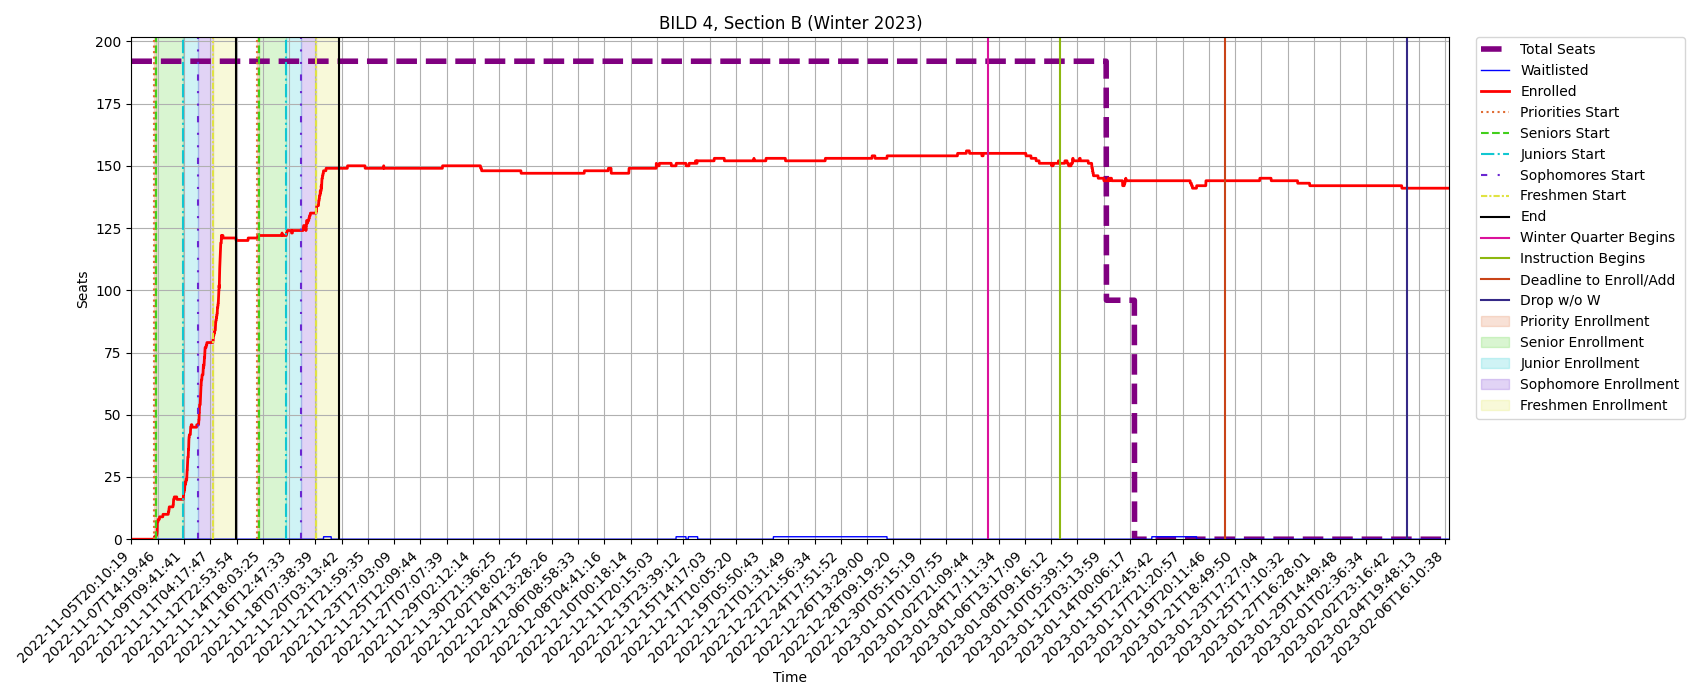 BILD 4, Section B (Winter 2023)
200
175
150
125
100
75
50
25
0
Seats
2022-11-05T20:10:19
2022-11-07T14:19:46
2022-11-09T09:41:41
2022-11-11T04:17:47
2022-11-12T22:53:54
2022-11-14T18:03:25
2022-11-16T12:47:33
2022-11-18T07:38:39
2022-11-20T03:13:42
2022-11-21T21:59:35
2022-11-23T17:03:09
2022-11-25T12:09:44
2022-11-27T07:07:39
2022-11-29T02:12:14
2022-11-30T21:36:25
2022-12-02T18:02:25
2022-12-04T13:28:26
2022-12-06T08:58:33
2022-12-08T04:41:16
2022-12-10T00:18:14
2022-12-11T20:15:03
2022-12-13T23:39:12
2022-12-15T14:17:03
2022-12-17T10:05:20
2022-12-19T05:50:43
2022-12-21T01:31:49
2022-12-22T21:56:34
2022-12-24T17:51:52
2022-12-26T13:29:00
2022-12-28T09:19:20
2022-12-30T05:15:19
2023-01-01T01:07:55
2023-01-02T21:09:44
2023-01-04T17:11:34
2023-01-06T13:17:09
2023-01-08T09:16:12
2023-01-10T05:39:15
2023-01-12T03:13:59
2023-01-14T00:06:17
2023-01-15T22:45:42
2023-01-17T21:20:57
2023-01-19T20:11:46
2023-01-21T18:49:50
2023-01-23T17:27:04
2023-01-25T17:10:32
2023-01-27T16:28:01
2023-01-29T14:49:48
2023-02-01T02:36:34
2023-02-02T23:16:42
2023-02-04T19:48:13
2023-02-06T16:10:38
Time
Total Seats
Waitlisted
Enrolled
Priorities Start
Seniors Start
Juniors Start
Sophomores Start
Freshmen Start
End
Winter Quarter Begins
Instruction Begins
Deadline to Enroll/Add
Drop w/o W
Priority Enrollment
Senior Enrollment
Junior Enrollment
Sophomore Enrollment
Freshmen Enrollment